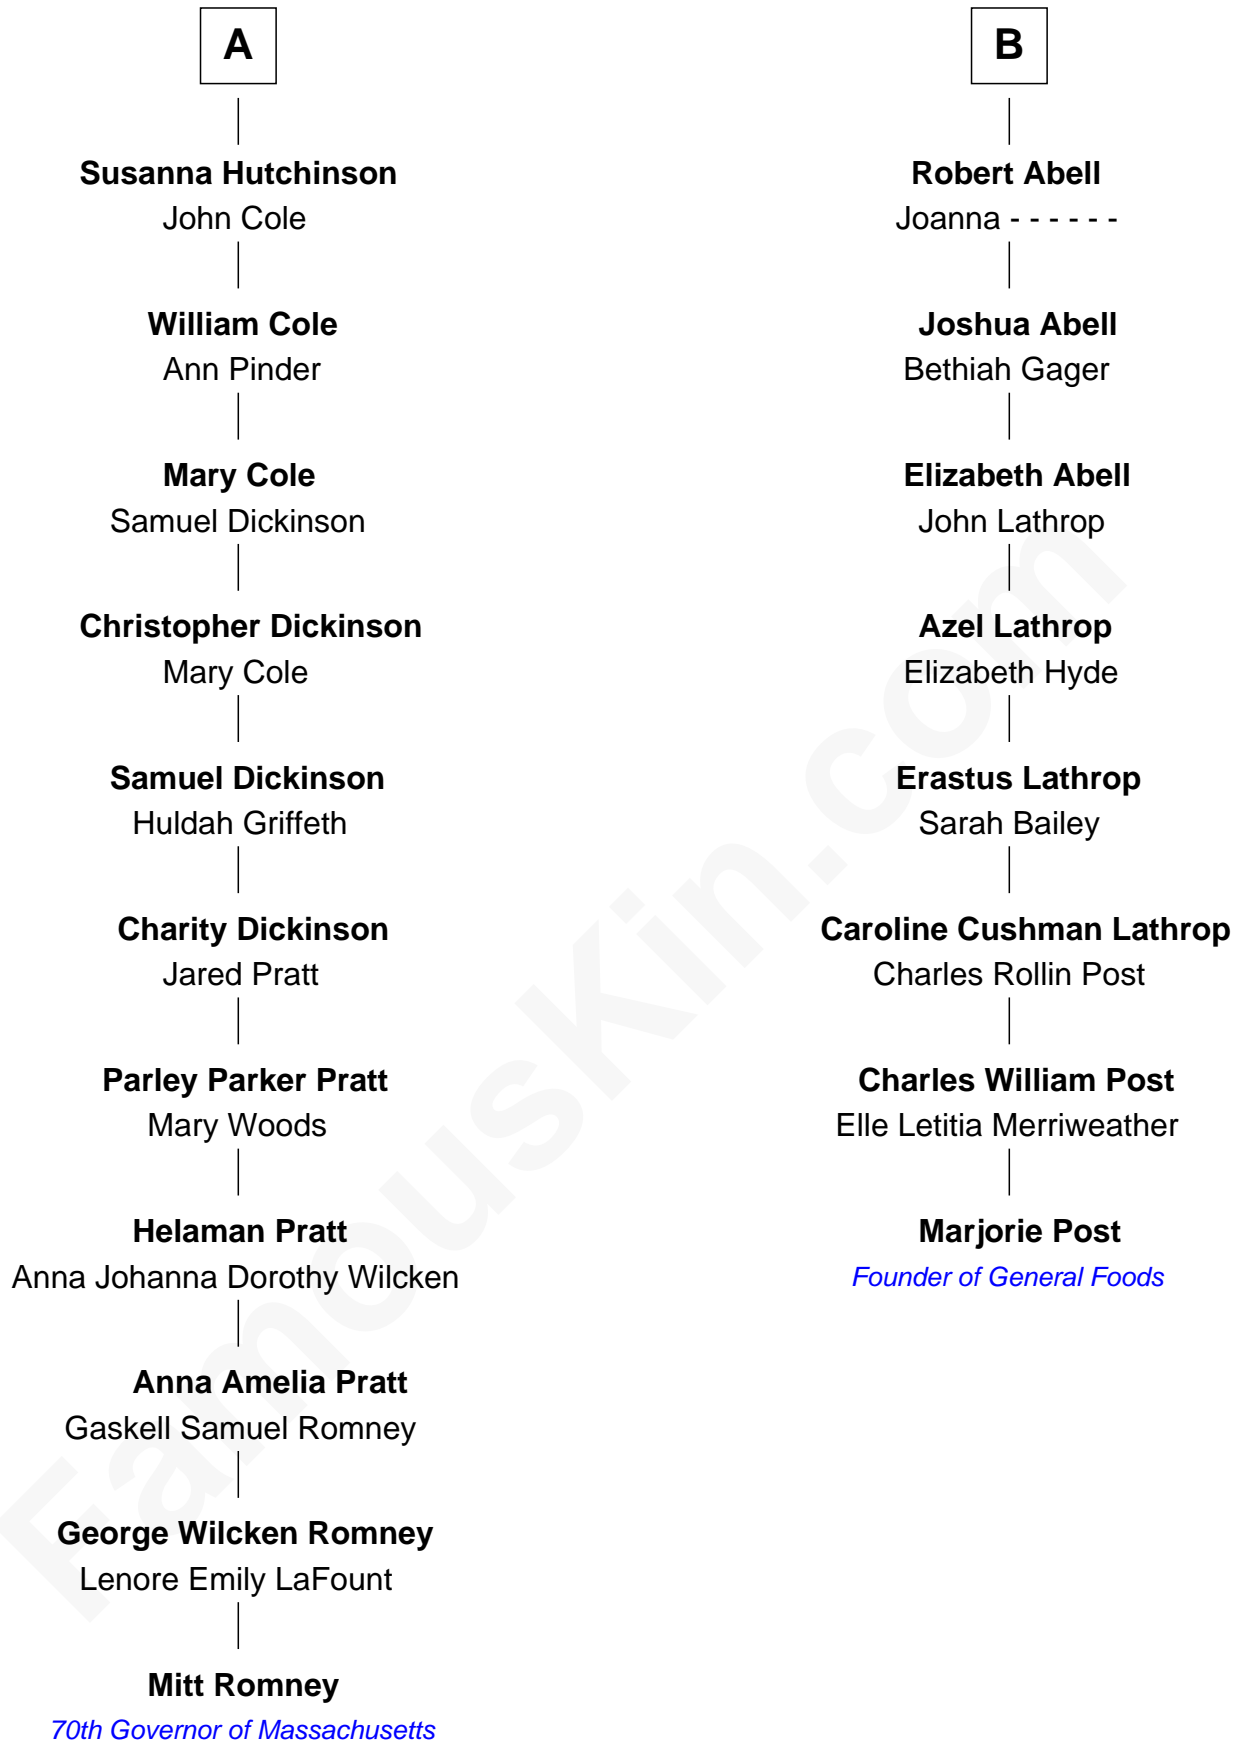 A
Susanna Hutchinson
John Cole
William Cole
Ann Pinder
Mary Cole
Samuel Dickinson
Christopher Dickinson
Mary Cole
Samuel Dickinson
Huldah Griffeth
Charity Dickinson
Jared Pratt
Parley Parker Pratt
Mary Woods
Helaman Pratt
Anna Johanna Dorothy Wilcken
Anna Amelia Pratt
Gaskell Samuel Romney
George Wilcken Romney
Lenore Emily LaFount
Mitt Romney
70th Governor of Massachusetts
B
Robert Abell
Joanna - - - - - -
Joshua Abell
Bethiah Gager
Elizabeth Abell
John Lathrop
Azel Lathrop
Elizabeth Hyde
Erastus Lathrop
Sarah Bailey
Caroline Cushman Lathrop
Charles Rollin Post
Charles William Post
Elle Letitia Merriweather
Marjorie Post
Founder of General Foods
FamousKin.com